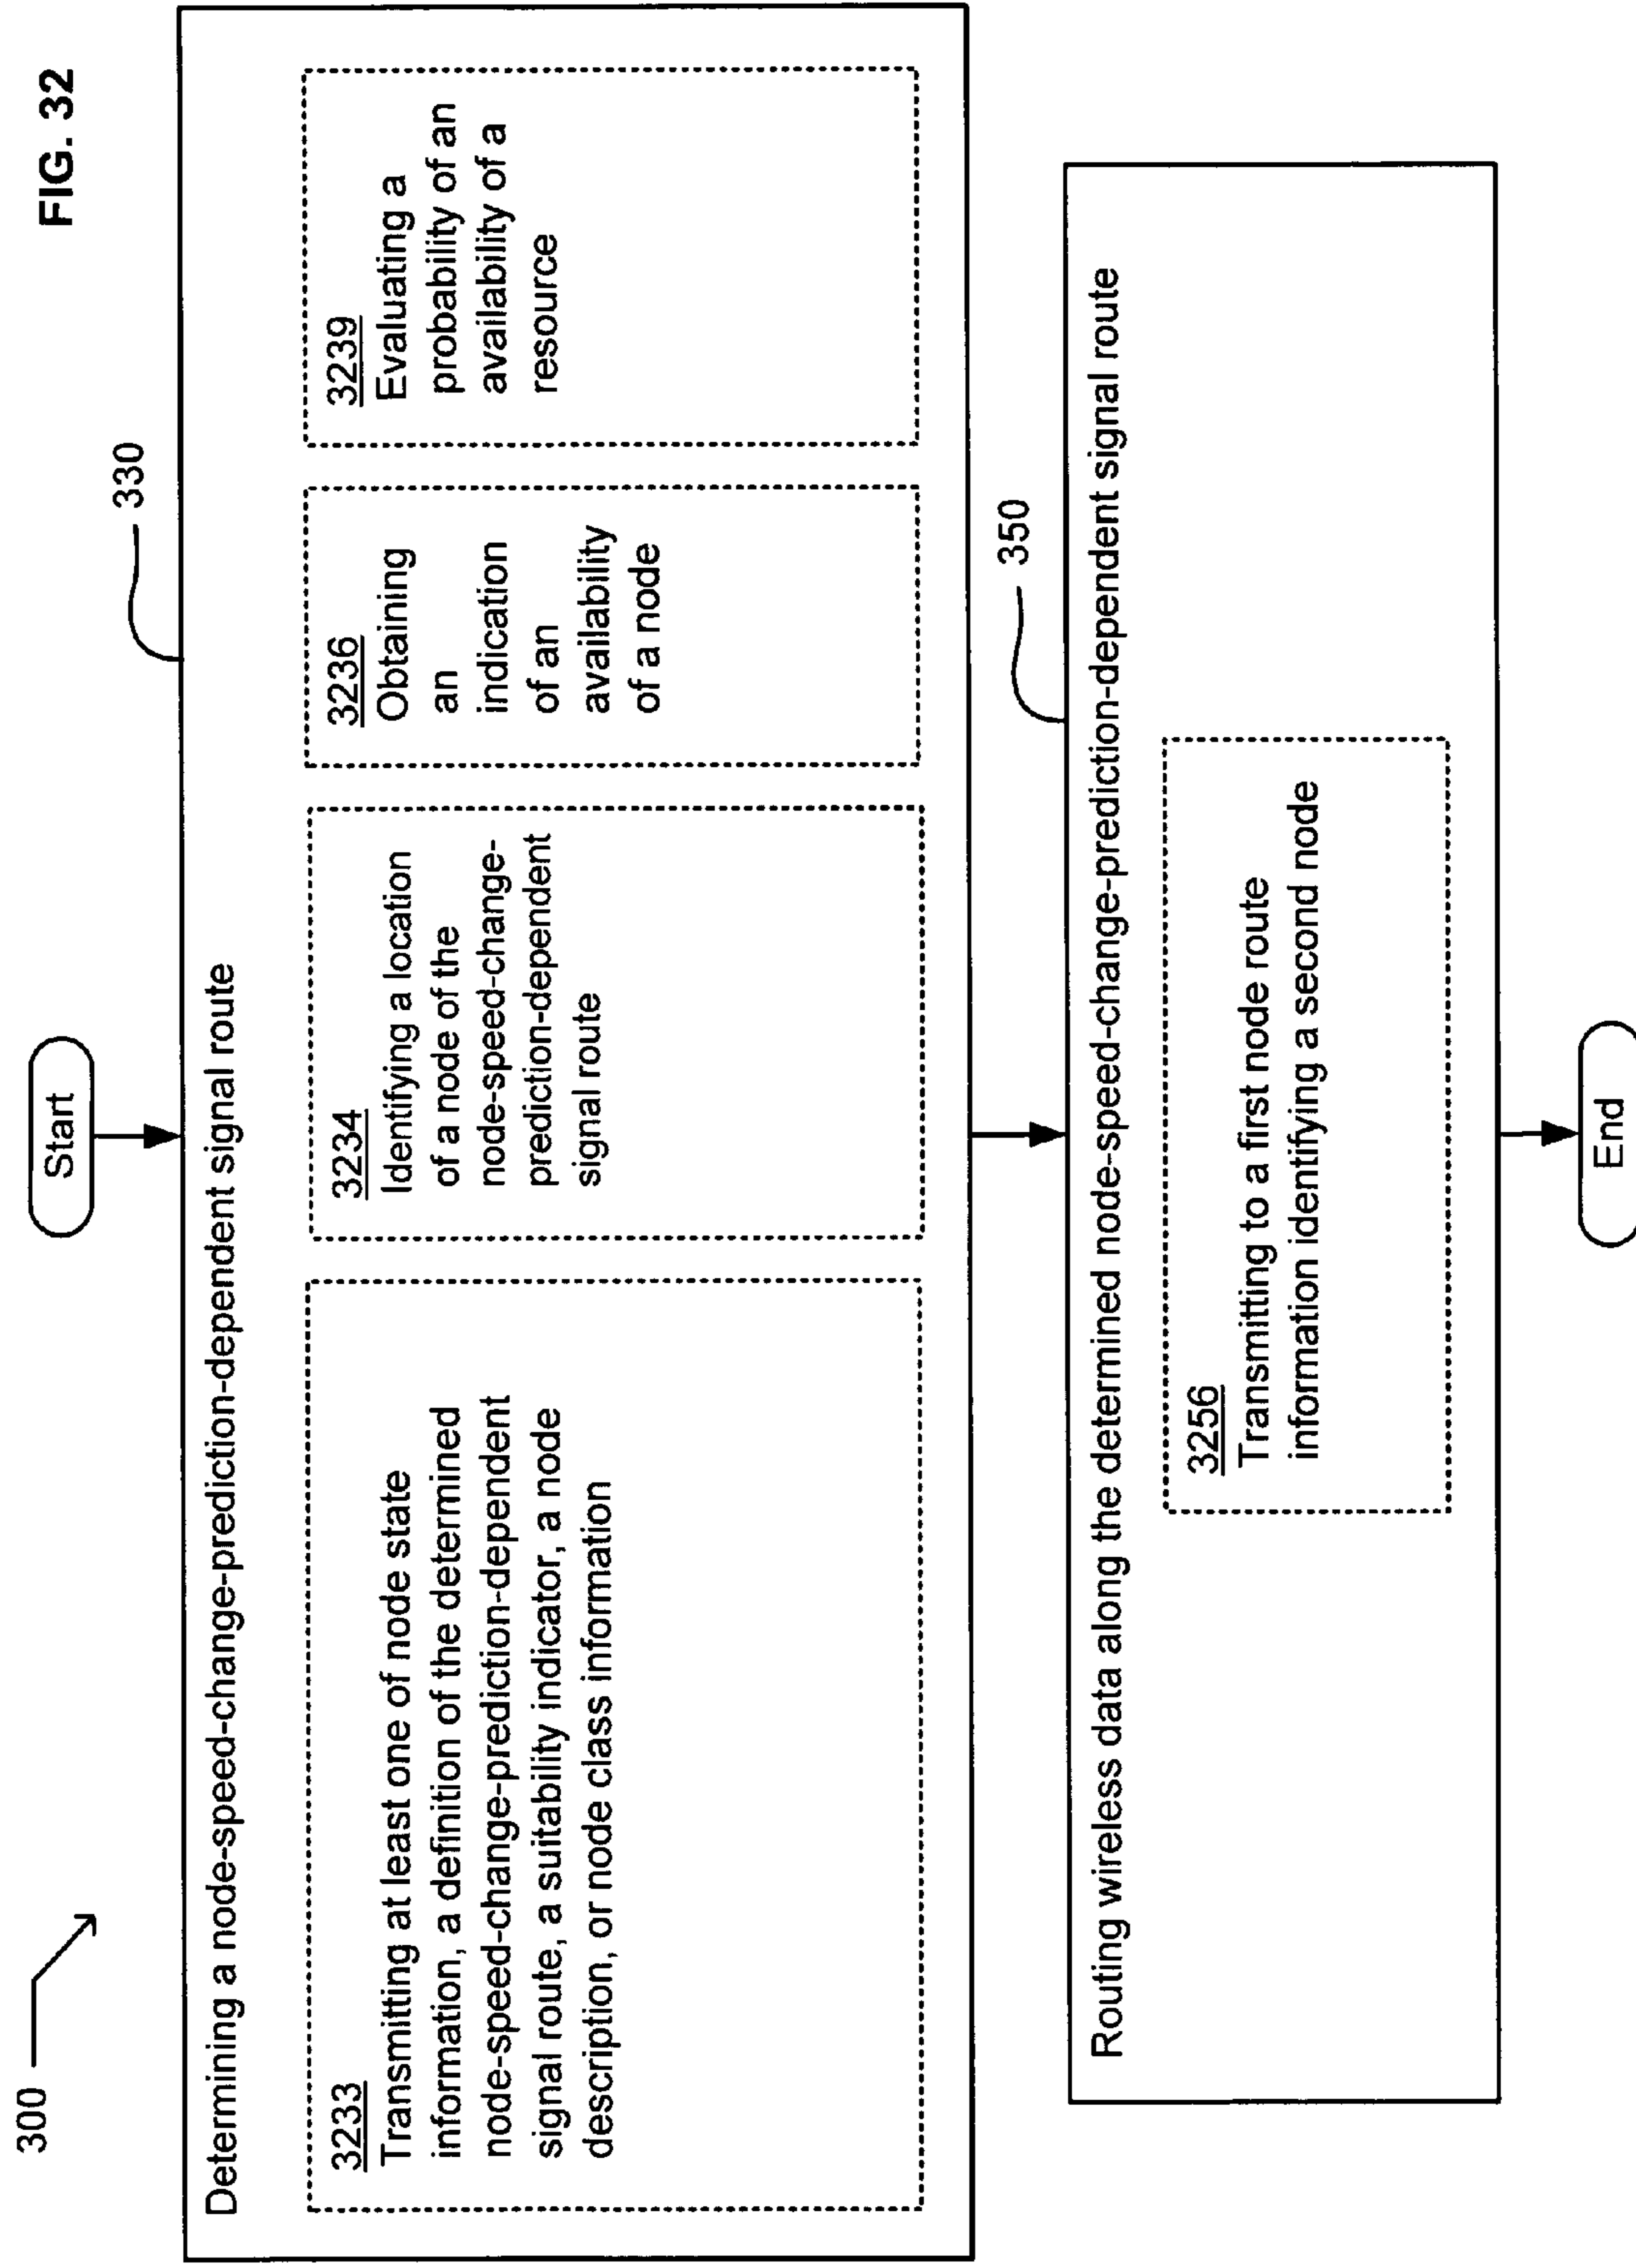 FIG. 32
300
Start
330
Determining a node-speed-change-prediction-dependent signal route
3233
Transmitting at least one of node state
information, a definition of the determined
node-speed-change-prediction-dependent
signal route, a suitability indicator, a node
description, or node class information
3234
Identifying a location
of a node of the
node-speed-change-
prediction-dependent
signal route
3236
Obtaining
an
indication
of an
availability
of a node
3239
Evaluating a
probability of an
availability of a
resource
350
Routing wireless data along the determined node-speed-change-prediction-dependent signal route
3256
Transmitting to a first node route
information identifying a second node
End